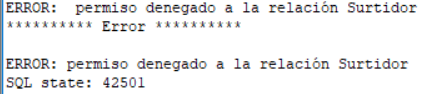 ERROR:  permiso denegado a la relación Surtidor
********** Error **********
ERROR: permiso denegado a la relación Surtidor
SQL state: 42501